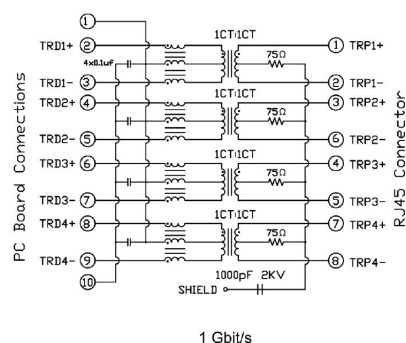 1
1CT:1CT
TRD1+ 2 1 TRP1+
4x0.1uF 75Ω
TRD1- 3 2 TRP1-
1CT:1CT
TRD2+ 4 3 TRP2+
75Ω
TRD2- 5 6 TRP2-
1CT:1CT
TRD3+ 6 4 TRP3+
75Ω
TRD3- 7 5 TRP3-
1CT:1CT
TRD4+ 8 7 TRP4+
75Ω
TRD4- 9 8 TRP4-
10
1000pF 2KV
SHIELD
PC Board Connections
RJ45 Connector
1 Gbit/s